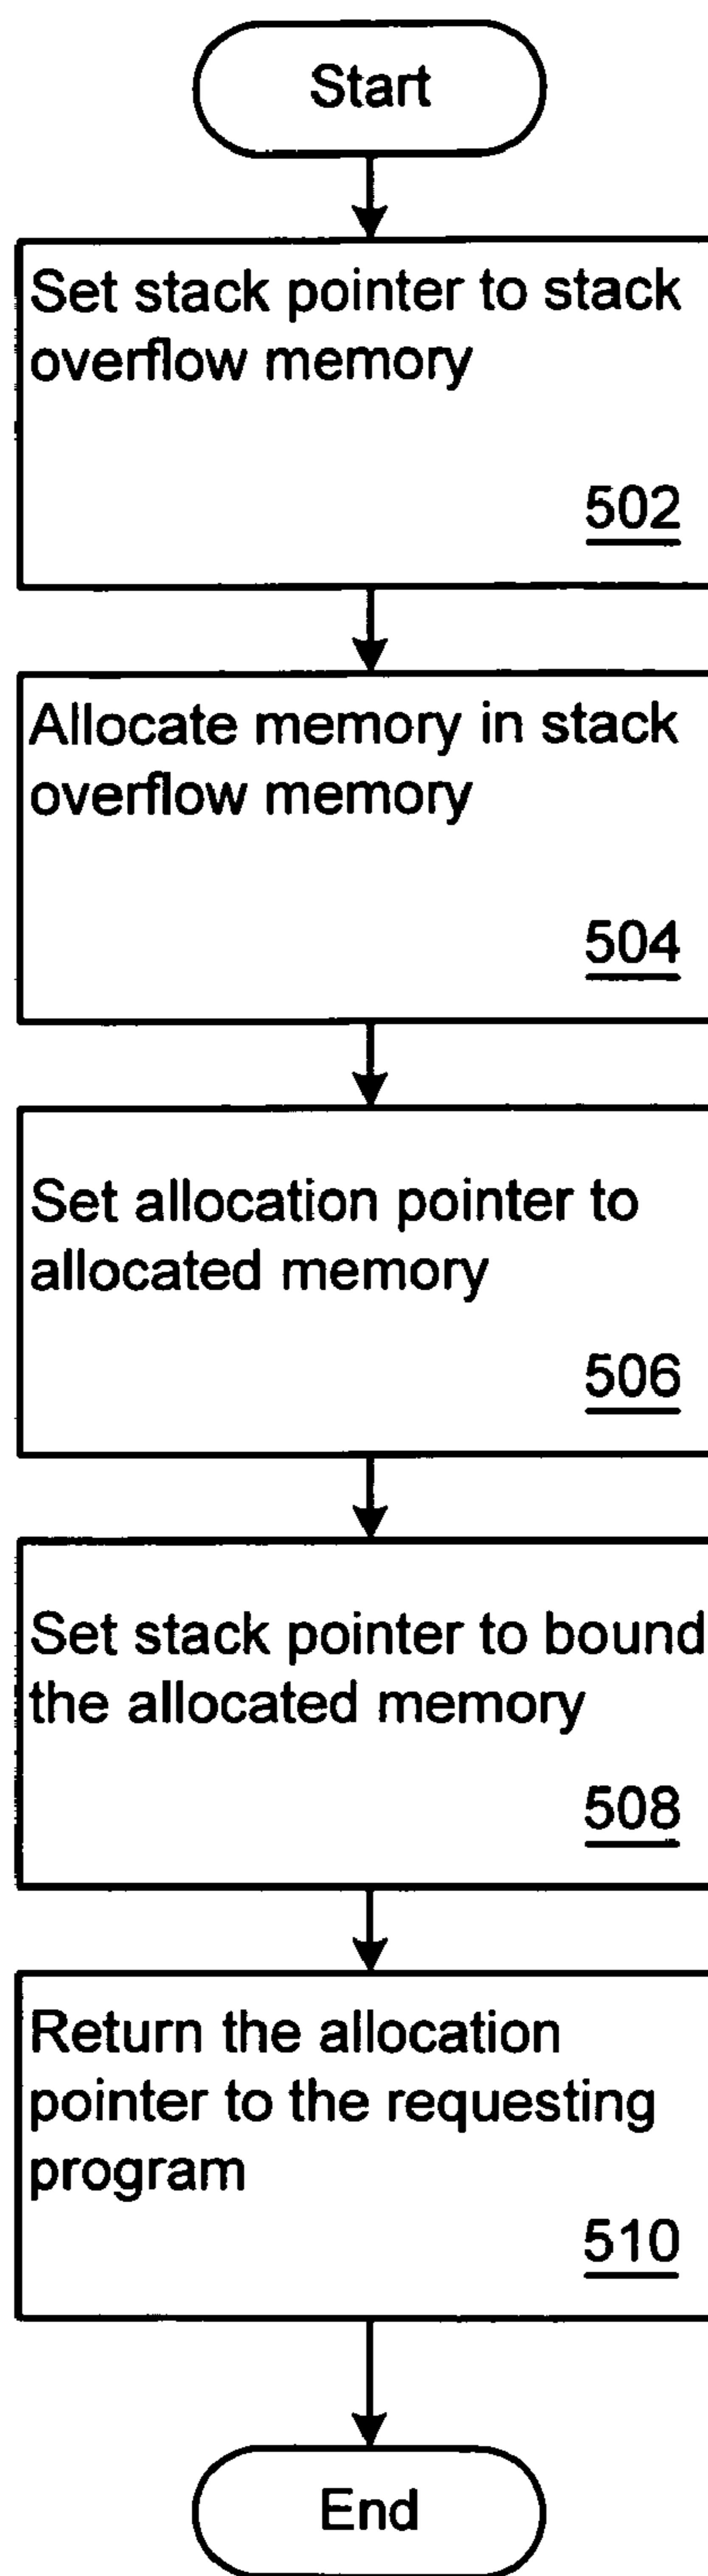 Start
Set stack pointer to stack
overflow memory
502
Allocate memory in stack
overflow memory
504
Set allocation pointer to
allocated memory
506
Set stack pointer to bound
the allocated memory
508
Return the allocation
pointer to the requesting
program
510
End